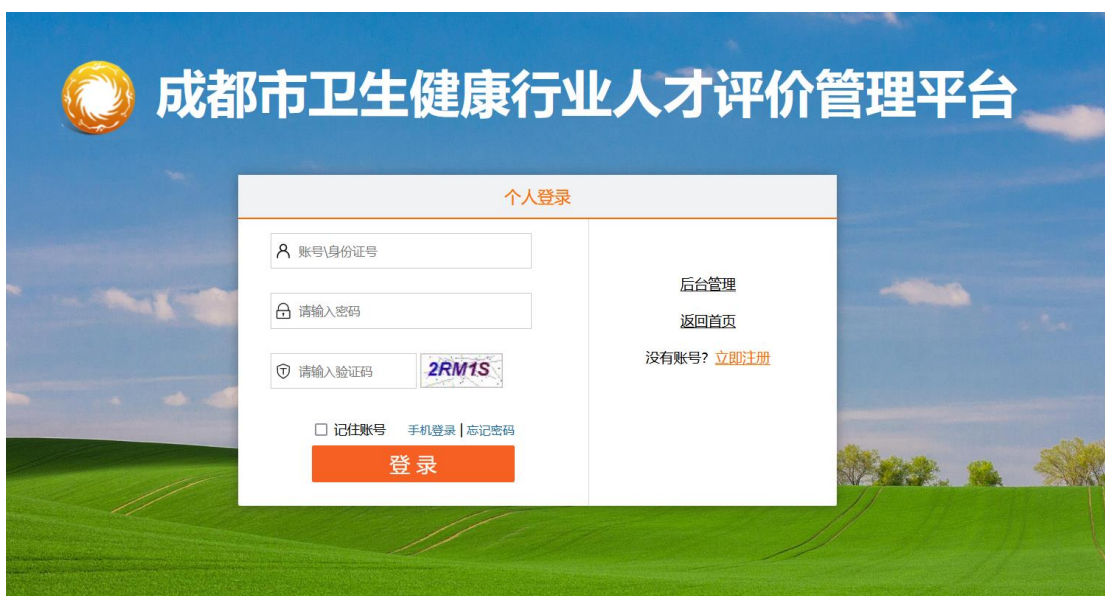 成都市卫生健康行业人才评价管理平台
个人登录
账号\身份证号
请输入密码
请输入验证码
2RM1S
记住账号 手机登录 | 忘记密码
登 录
后台管理
返回首页
没有账号? 立即注册